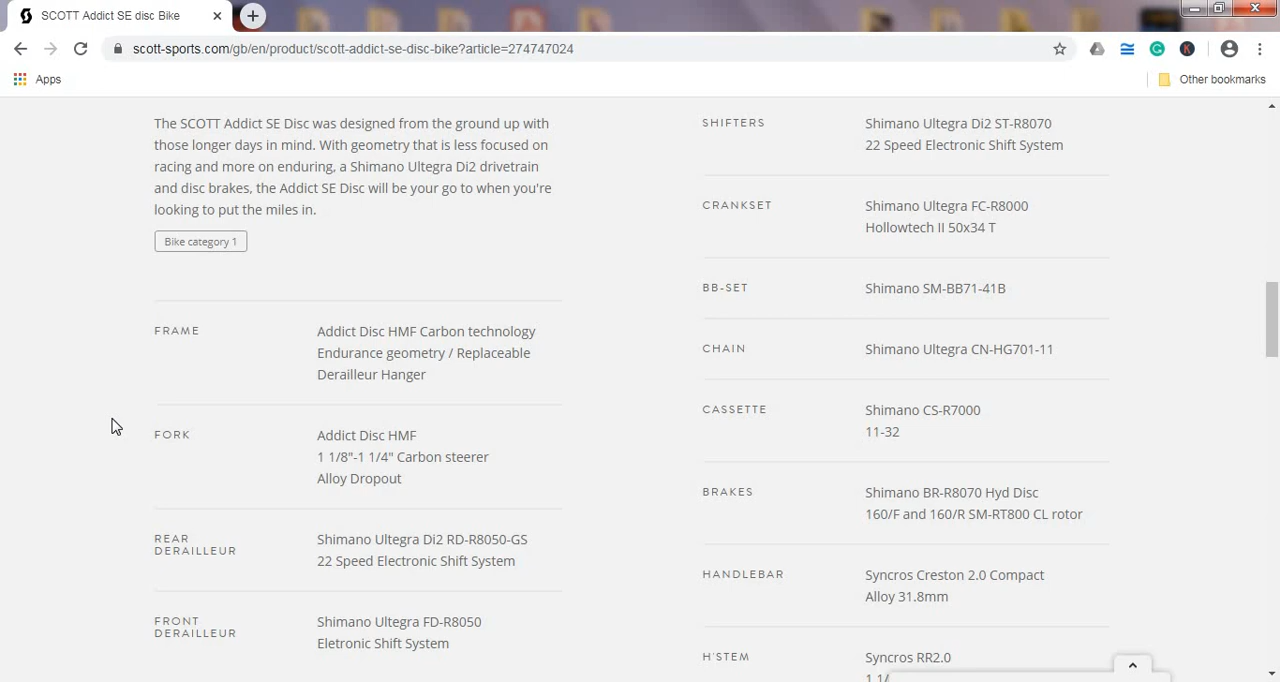 SCOTT Addict SE disc Bike
scott-sports.com/gb/en/product/scott-addict-se-disc-bike?article=274747024
Apps
Other bookmarks
The SCOTT Addict SE Disc was designed from the ground up with
those longer days in mind. With geometry that is less focused on
racing and more on enduring, a Shimano Ultegra Di2 drivetrain
and disc brakes, the Addict SE Disc will be your go to when you're
looking to put the miles in.
Bike category 1
FRAME
Addict Disc HMF Carbon technology
Endurance geometry / Replaceable
Derailleur Hanger
FORK
Addict Disc HMF
1 1/8"-1 1/4" Carbon steerer
Alloy Dropout
REAR
DERAILLEUR
Shimano Ultegra Di2 RD-R8050-GS
22 Speed Electronic Shift System
FRONT
DERAILLEUR
Shimano Ultegra FD-R8050
Eletronic Shift System
SHIFTERS
Shimano Ultegra Di2 ST-R8070
22 Speed Electronic Shift System
CRANKSET
Shimano Ultegra FC-R8000
Hollowtech II 50x34 T
BB-SET
Shimano SM-BB71-41B
CHAIN
Shimano Ultegra CN-HG701-11
CASSETTE
Shimano CS-R7000
11-32
BRAKES
Shimano BR-R8070 Hyd Disc
160/F and 160/R SM-RT800 CL rotor
HANDLEBAR
Syncros Creston 2.0 Compact
Alloy 31.8mm
H'STEM
Syncros RR2.0